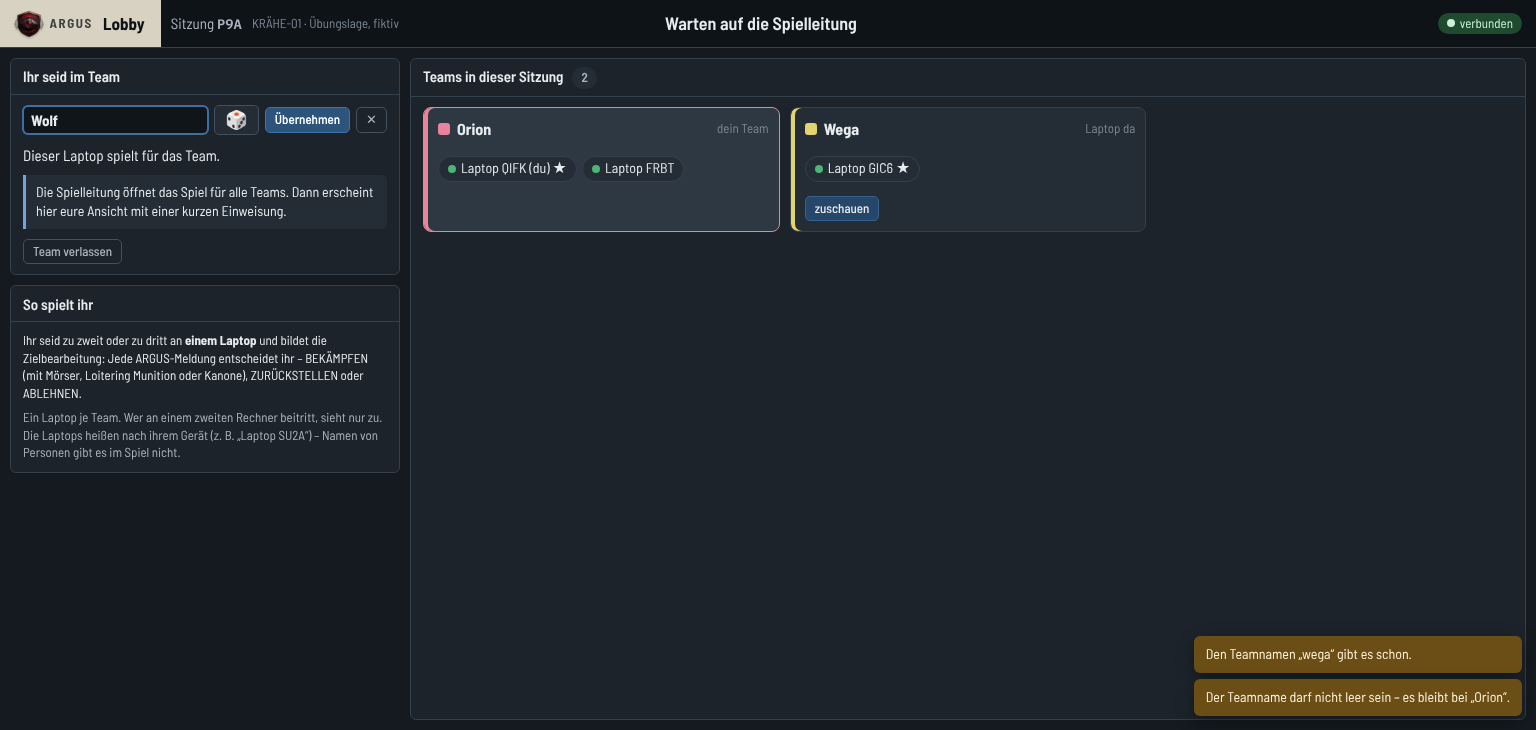 ARGUS Lobby Sitzung P9A KRÄHE-01 · Übungslage, fiktiv Warten auf die Spielleitung verbunden
Ihr seid im Team
Wolf Übernehmen ×
Dieser Laptop spielt für das Team.
Die Spielleitung öffnet das Spiel für alle Teams. Dann erscheint
hier eure Ansicht mit einer kurzen Einweisung.
Team verlassen
So spielt ihr
Ihr seid zu zweit oder zu dritt an einem Laptop und bildet die
Zielbearbeitung: Jede ARGUS-Meldung entscheidet ihr – BEKÄMPFEN
(mit Mörser, Loitering Munition oder Kanone), ZURÜCKSTELLEN oder
ABLEHNEN.
Ein Laptop je Team. Wer an einem zweiten Rechner beitritt, sieht nur zu.
Die Laptops heißen nach ihrem Gerät (z. B. „Laptop SU2A“) – Namen von
Personen gibt es im Spiel nicht.
Teams in dieser Sitzung 2
Orion dein Team
Laptop QIFK (du) ★ Laptop FRBT
Wega Laptop da
Laptop GIC6 ★
zuschauen
Den Teamnamen „wega“ gibt es schon.
Der Teamname darf nicht leer sein – es bleibt bei „Orion“.